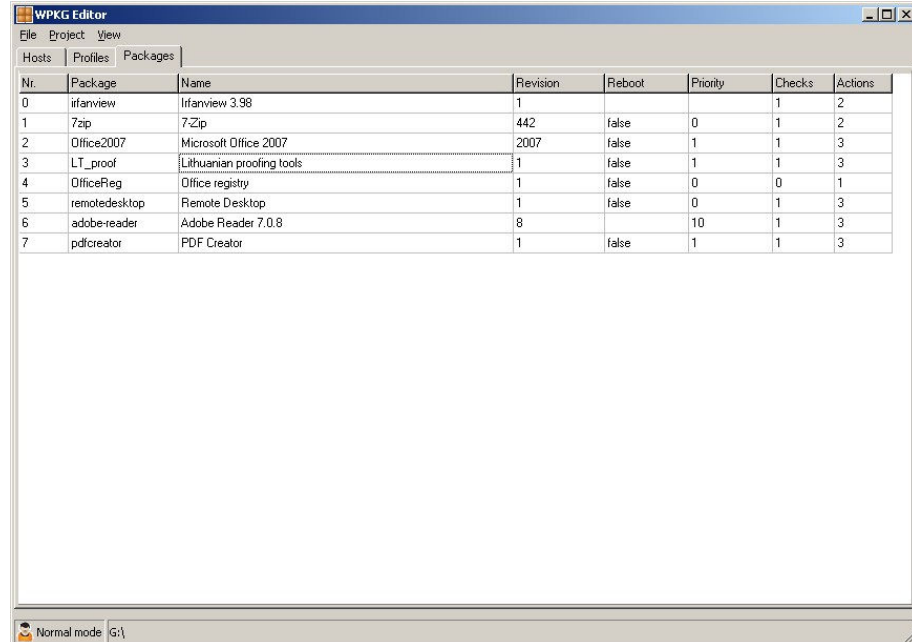 WPKG Editor
File Project View
Hosts Profiles Packages
Nr. Package Name Revision Reboot Priority Checks Actions
0 irfanview Irfanview 3.98 1 1 2
1 7zip 7-Zip 442 false 0 1 2
2 Office2007 Microsoft Office 2007 2007 false 1 1 3
3 LT_proof Lithuanian proofing tools 1 false 1 1 3
4 OfficeReg Office registry 1 false 0 0 1
5 remotedesktop Remote Desktop 1 false 0 1 3
6 adobe-reader Adobe Reader 7.0.8 8 10 1 3
7 pdfcreator PDF Creator 1 false 1 1 3
Normal mode G:\